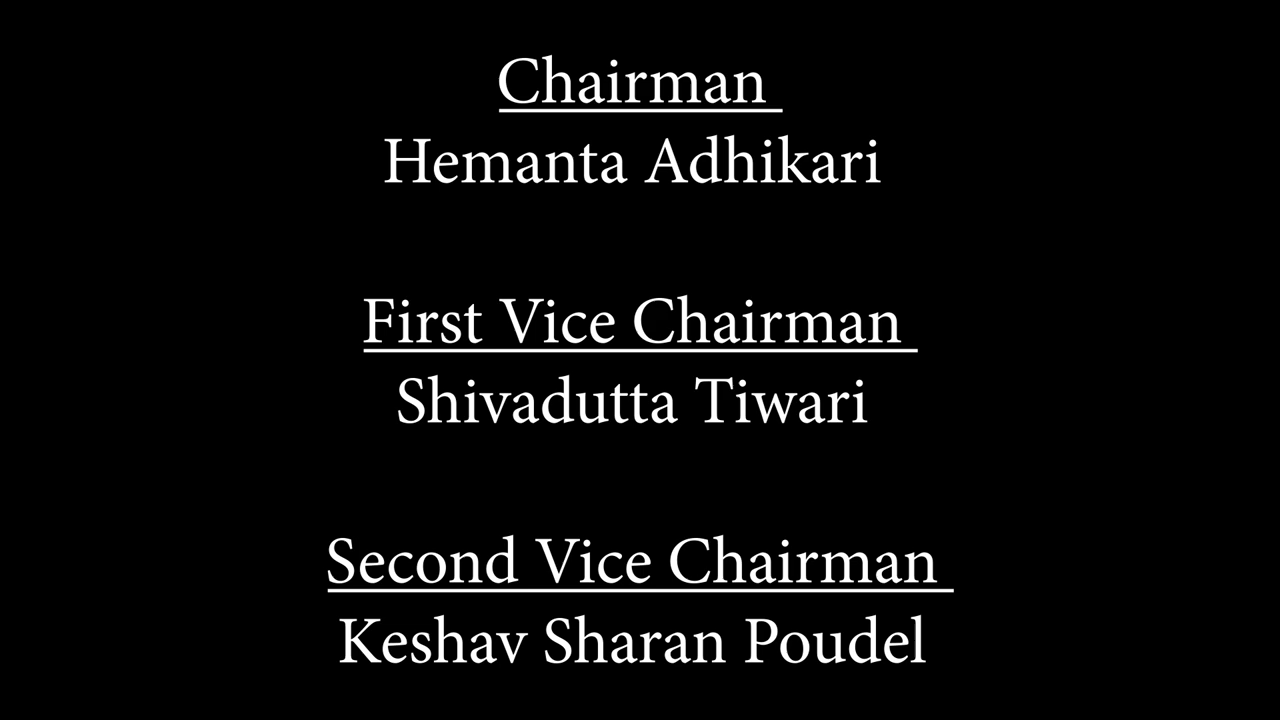 Chairman
Hemanta Adhikari
First Vice Chairman
Shivadutta Tiwari
Second Vice Chairman
Keshav Sharan Poudel